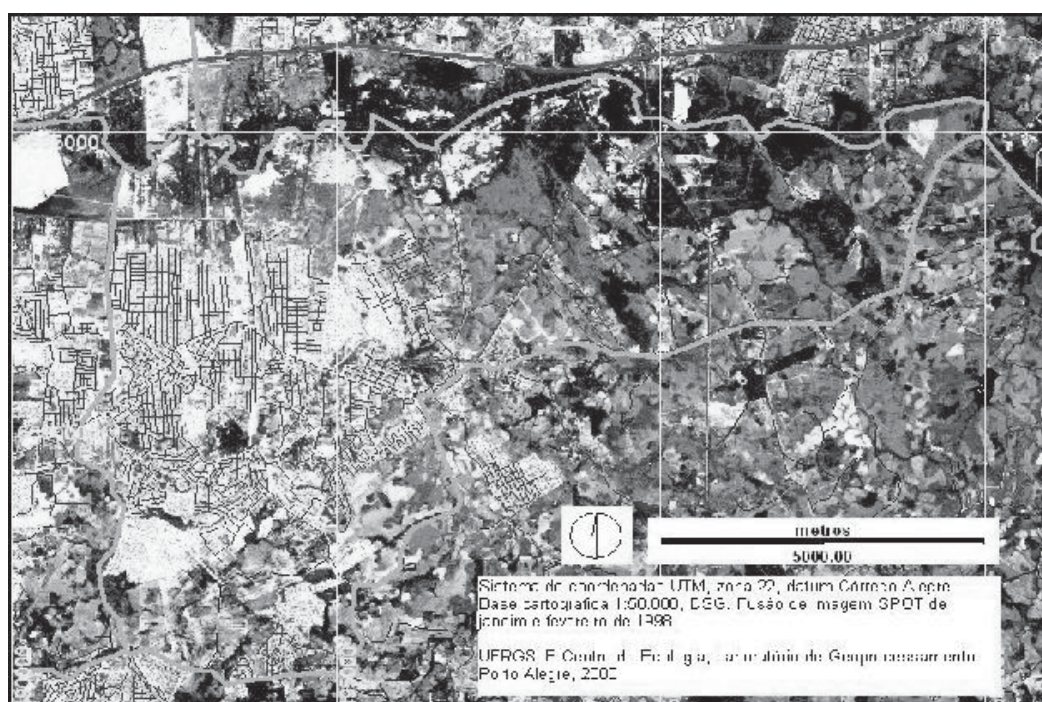 5000
metros
5000.00
Sistema de coordenadas UTM, zona 22, datum Córrego Alegre
Base cartográfica 1:50.000, DSG. Fusão de imagem SPOT de
janeiro e fevereiro de 1998
UFRGS Centro de Ecologia, Laboratório de Geoprocessamento
Porto Alegre, 2000